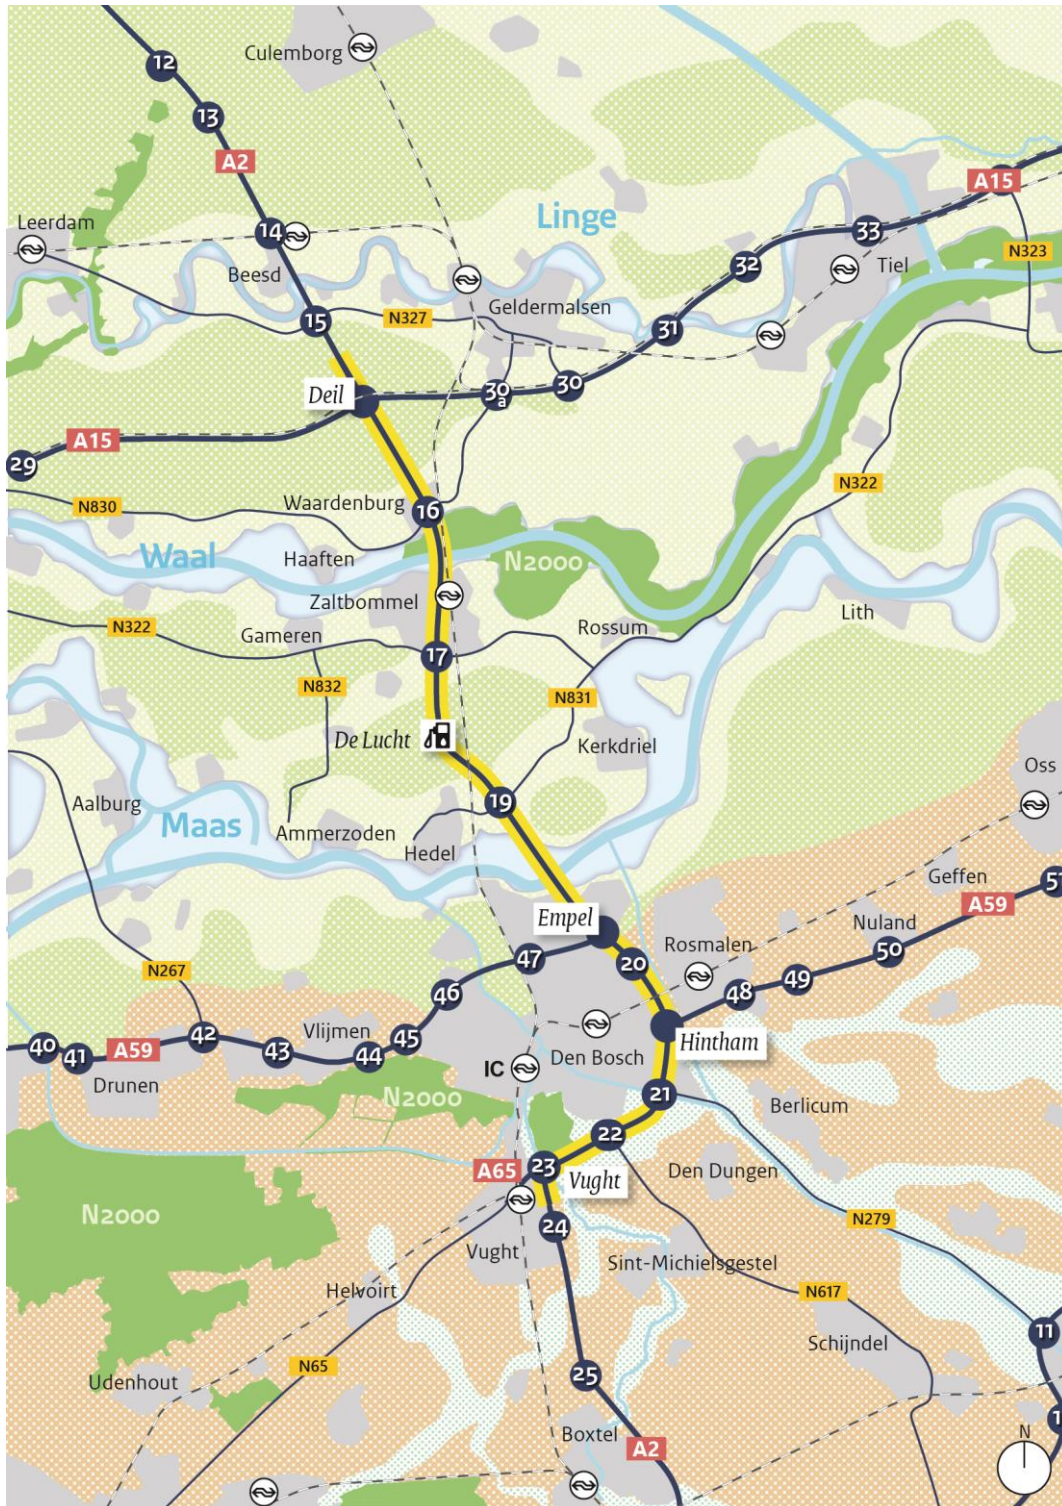 Culemborg
12
13
A2
Linge
A15
33
Leerdam
14
N323
Tiel
32
Beesd
Geldermalsen
15
N327
31
Deil
30
a
30
A15
29
N322
Waardenburg
N830
16
Waal
Haaften
N2000
Zaltbommel
Lith
N322
Gameren
Rossum
17
N832
N831
De Lucht
Kerkdriel
Oss
Aalburg
19
Maas
Ammerzoden
Hedel
Geffen
51
A59
Empel
Nuland
Rosmalen
50
47
20
N267
49
46
48
Vlijmen
42
45
Hintham
40
41
A59
43
44
Den Bosch
IC
Drunen
N2000
21
Berlicum
22
A65
23
Den Dungen
Vught
N2000
24
N279
Vught
Sint-Michielsgestel
Helvoirt
N617
11
Schijndel
N65
25
Udenhout
1
Boxtel
N
A2